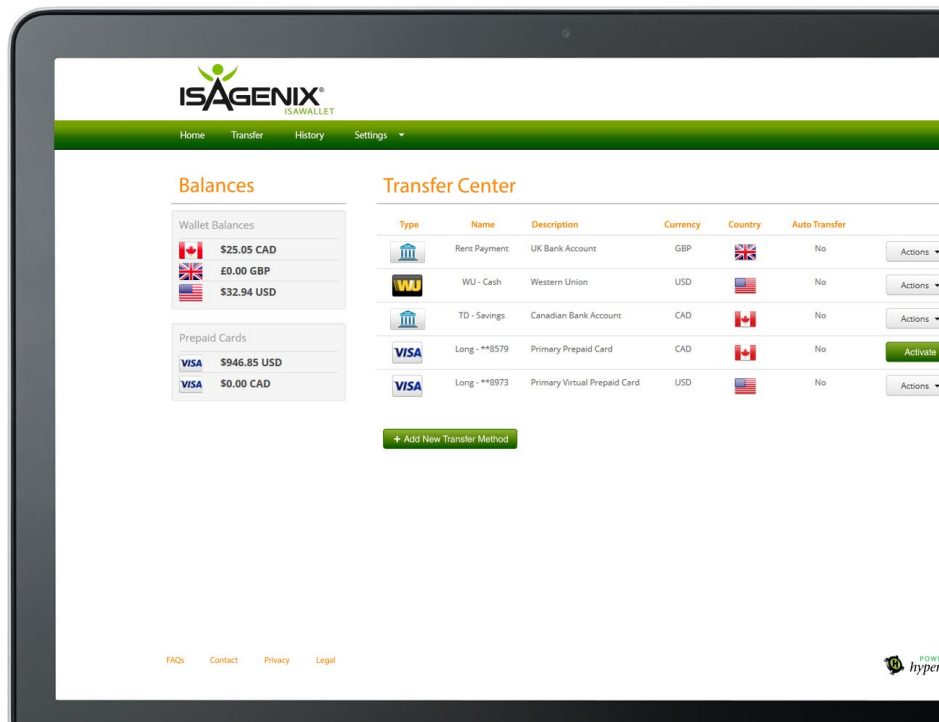 ISAGENIX®
ISAWALLET
Home Transfer History Settings
Balances
Wallet Balances
$25.05 CAD
£0.00 GBP
$32.94 USD
Prepaid Cards
VISA $946.85 USD
VISA $0.00 CAD
Transfer Center
Type Name Description Currency Country Auto Transfer
Rent Payment UK Bank Account GBP No Actions
WU WU - Cash Western Union USD No Actions
TD - Savings Canadian Bank Account CAD No Actions
VISA Long - **8579 Primary Prepaid Card CAD No Activate
VISA Long - **8973 Primary Virtual Prepaid Card USD No Actions
+ Add New Transfer Method
FAQs Contact Privacy Legal